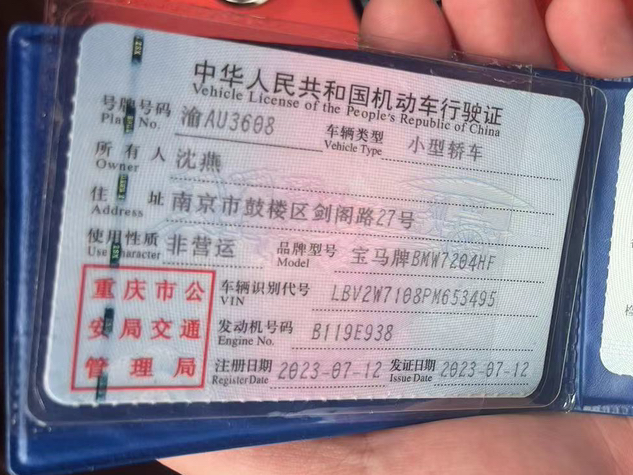 中华人民共和国机动车行驶证
Vehicle License of the People's Republic of China
号牌号码 渝AU3608 车辆类型 小型轿车
Plate No. Vehicle Type
所有人 沈燕
Owner
住址 南京市鼓楼区剑阁路27号
Address
使用性质 非营运 品牌型号 宝马牌BMW7204HF
Use Character Model
重庆市公安局交通管理局
车辆识别代号 LBV2W7108PM653495
VIN
发动机号码 B119E938
Engine No.
注册日期 2023-07-12 发证日期 2023-07-12
Register Date Issue Date